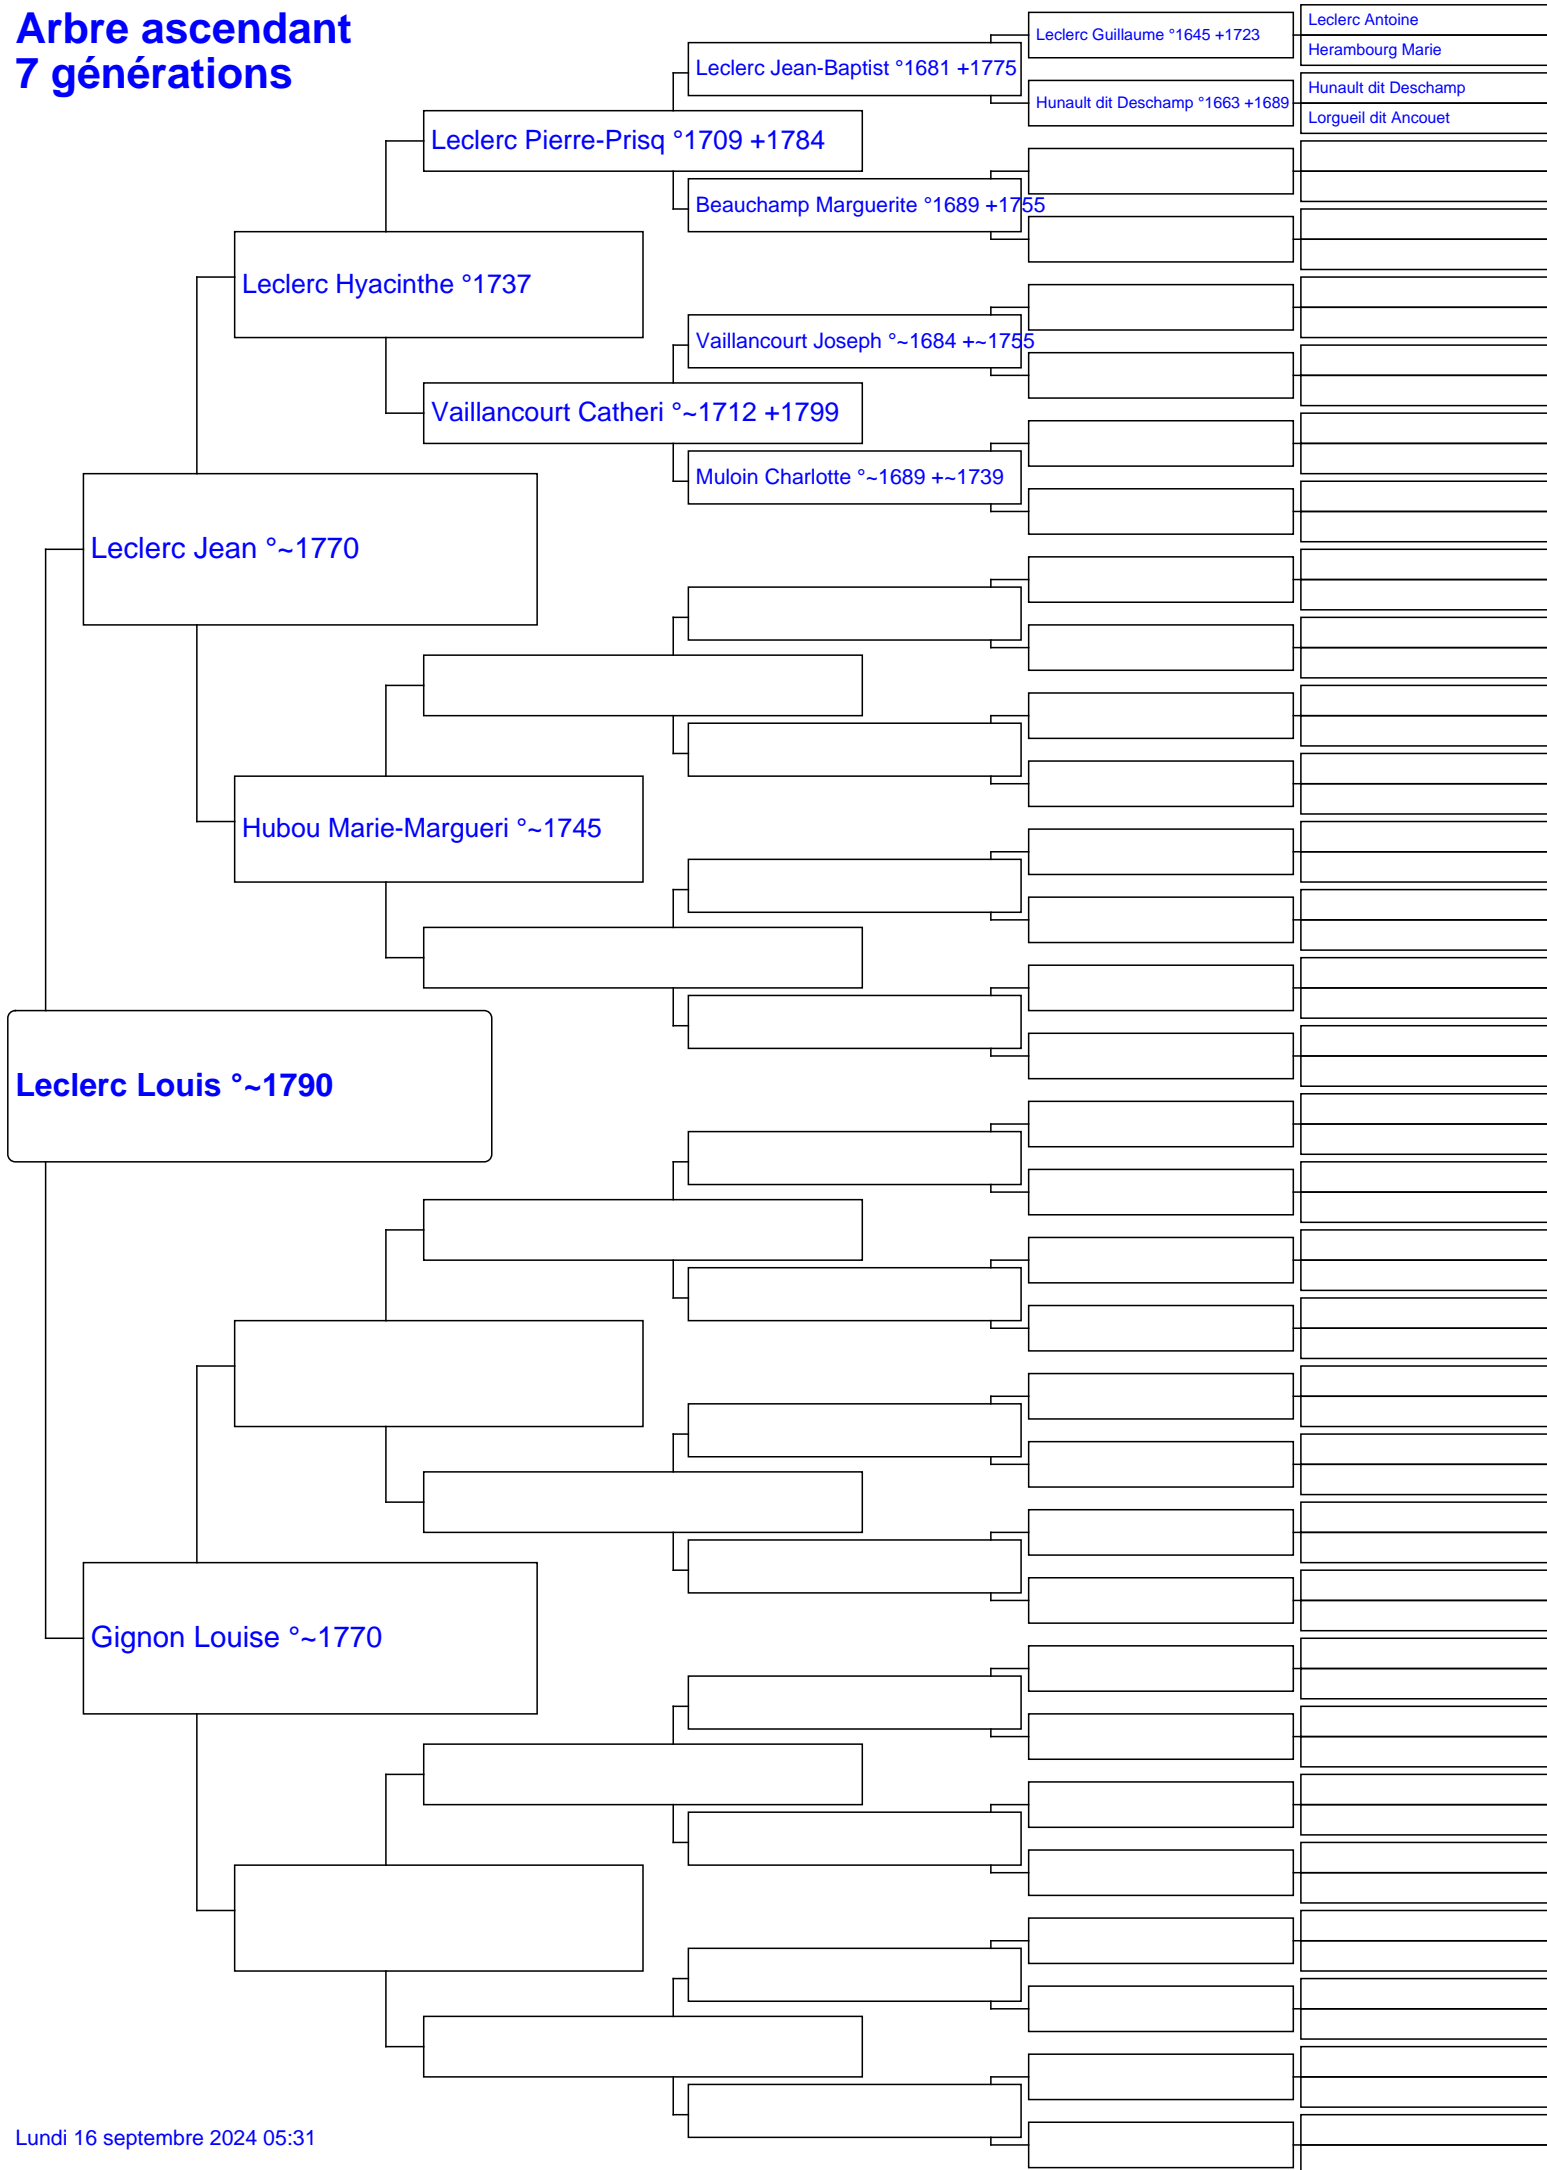 Arbre ascendant
7 générations
Leclerc Guillaume °1645 +1723
Leclerc Antoine
Herambourg Marie
Leclerc Jean-Baptist °1681 +1775
Hunault dit Deschamp °1663 +1689
Hunault dit Deschamp
Lorgueil dit Ancouet
Leclerc Pierre-Prisq °1709 +1784
Beauchamp Marguerite °1689 +1755
Leclerc Hyacinthe °1737
Vaillancourt Joseph °~1684 +~1755
Vaillancourt Catheri °~1712 +1799
Muloin Charlotte °~1689 +~1739
Leclerc Jean °~1770
Hubou Marie-Margueri °~1745
Leclerc Louis °~1790
Gignon Louise °~1770
Lundi 16 septembre 2024 05:31